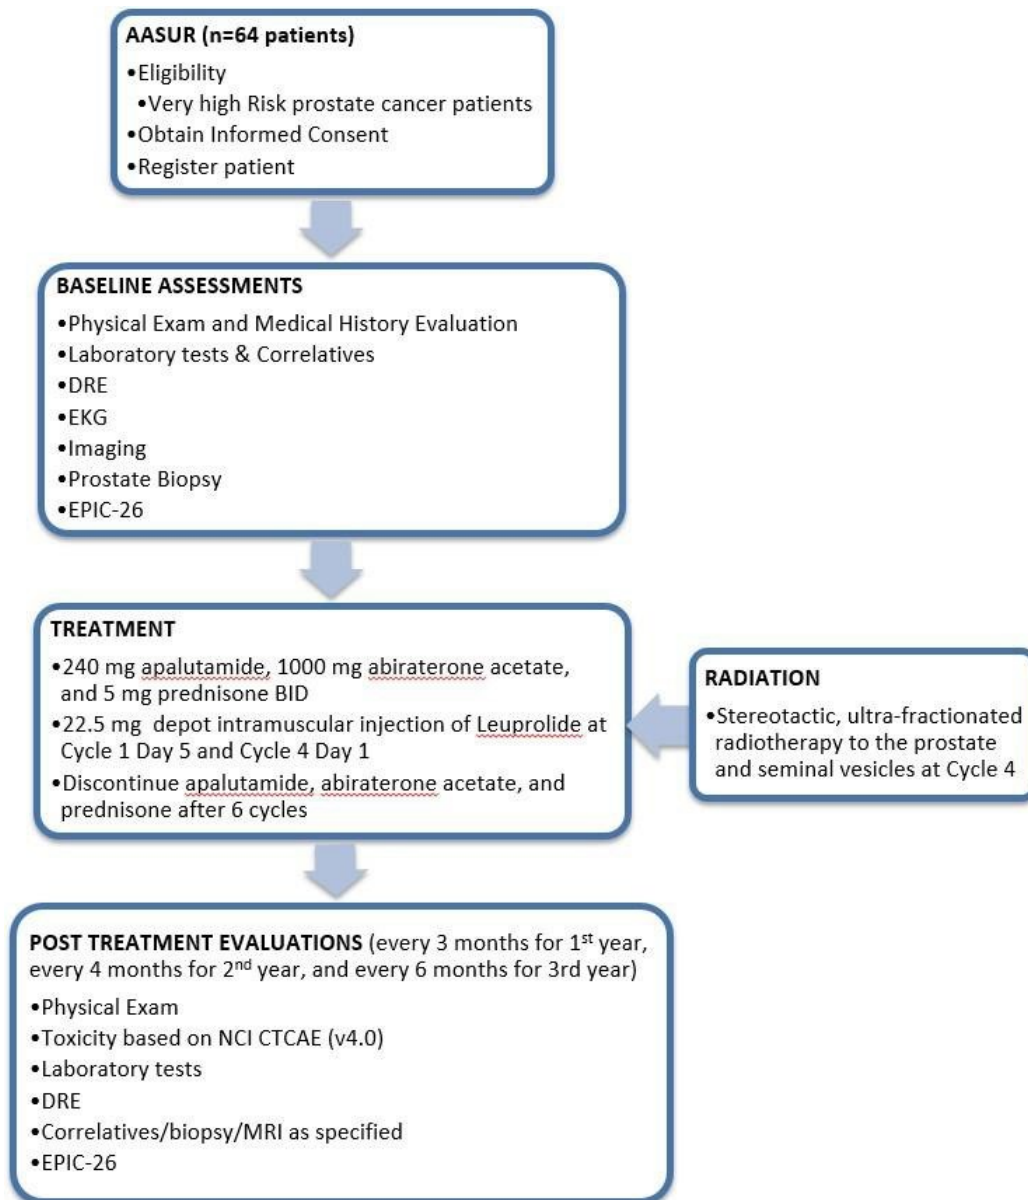 AASUR (n=64 patients)
•Eligibility
•Very high Risk prostate cancer patients
•Obtain Informed Consent
•Register patient
BASELINE ASSESSMENTS
•Physical Exam and Medical History Evaluation
•Laboratory tests & Correlatives
•DRE
•EKG
•Imaging
•Prostate Biopsy
•EPIC-26
TREATMENT
•240 mg apalutamide, 1000 mg abiraterone acetate,
and 5 mg prednisone BID
•22.5 mg depot intramuscular injection of Leuprolide at
Cycle 1 Day 5 and Cycle 4 Day 1
•Discontinue apalutamide, abiraterone acetate, and
prednisone after 6 cycles
RADIATION
•Stereotactic, ultra-fractionated
radiotherapy to the prostate
and seminal vesicles at Cycle 4
POST TREATMENT EVALUATIONS (every 3 months for 1st year,
every 4 months for 2nd year, and every 6 months for 3rd year)
•Physical Exam
•Toxicity based on NCI CTCAE (v4.0)
•Laboratory tests
•DRE
•Correlatives/biopsy/MRI as specified
•EPIC-26